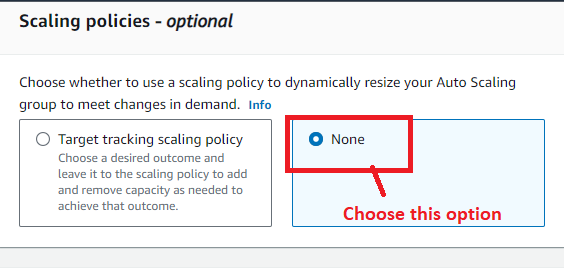 Scaling policies - optional
Choose whether to use a scaling policy to dynamically resize your Auto Scaling
group to meet changes in demand. Info
Target tracking scaling policy
Choose a desired outcome and
leave it to the scaling policy to add
and remove capacity as needed to
achieve that outcome.
None
Choose this option